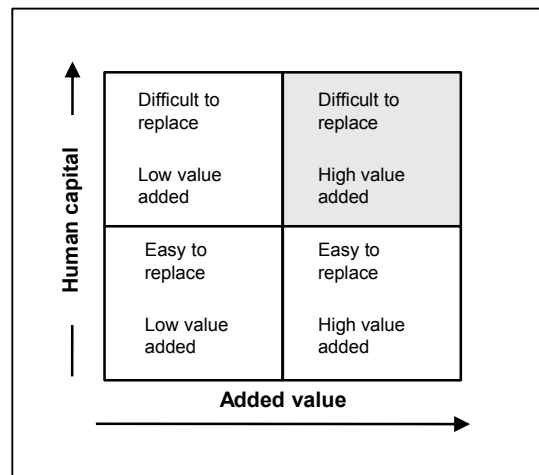 Human capital
Difficult to
replace
Low value
added
Difficult to
replace
High value
added
Easy to
replace
Low value
added
Easy to
replace
High value
added
Added value